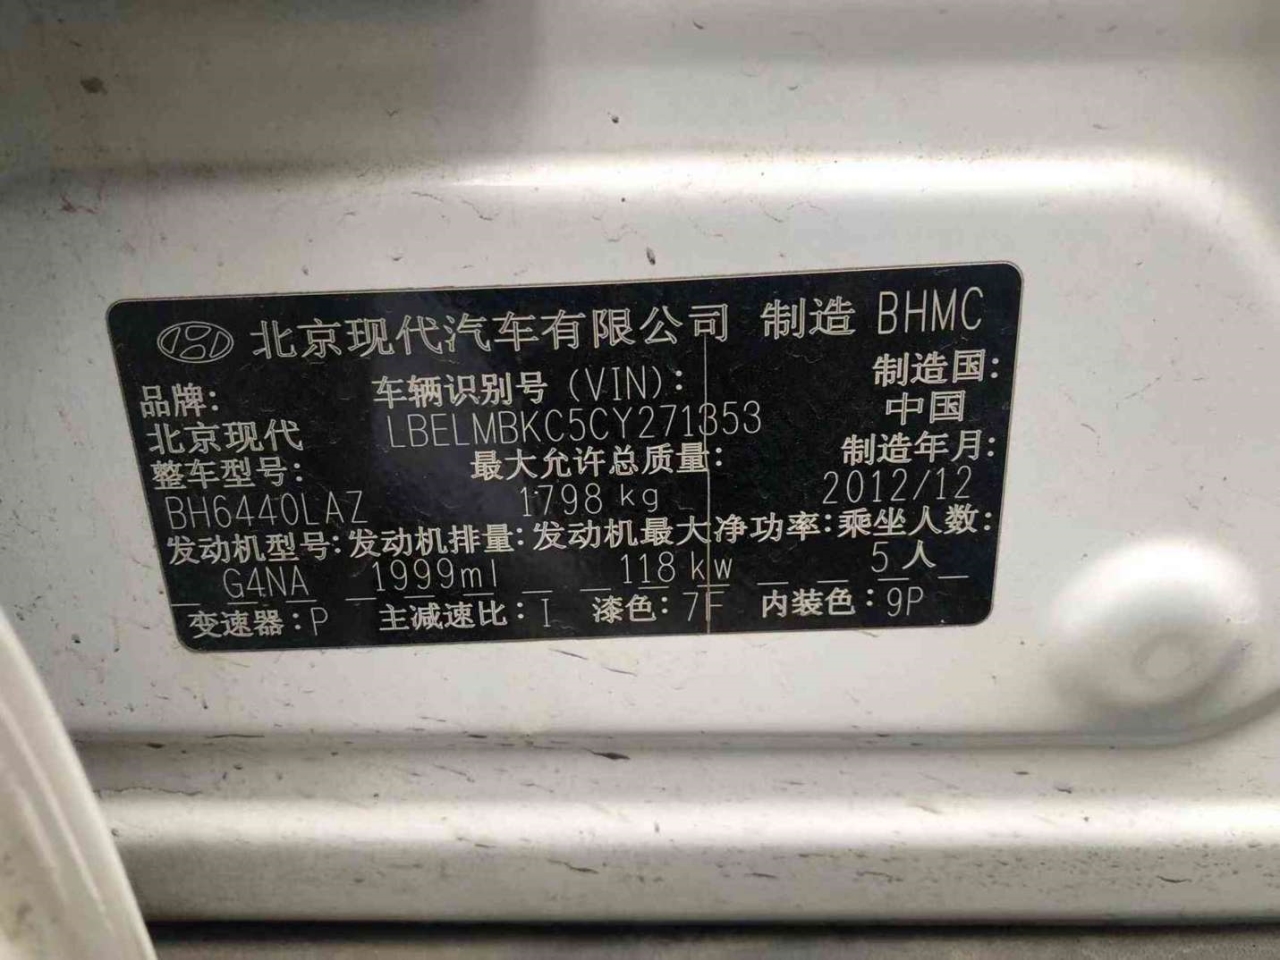 北京现代汽车有限公司 制造 BHMC
品牌: 车辆识别号 (VIN): 制造国:
北京现代 LBELMBKC5CY271353 中国
整车型号: 最大允许总质量: 制造年月:
BH6440LAZ 1798 kg 2012/12
发动机型号: 发动机排量: 发动机最大净功率: 乘坐人数:
G4NA 1999ml 118 kw 5 人
变速器: P 主减速比: I 漆色: 7F 内装色: 9P